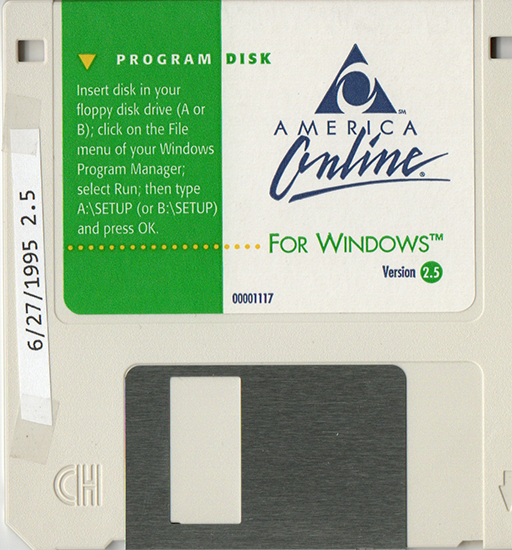 PROGRAM DISK
Insert disk in your
floppy disk drive (A or
B); click on the File
menu of your Windows
Program Manager;
select Run; then type
A:\SETUP (or B:\SETUP)
and press OK.
SM
AMERICA
Online®
FOR WINDOWS™
Version 2.5
00001117
6/27/1995 2.5
CH